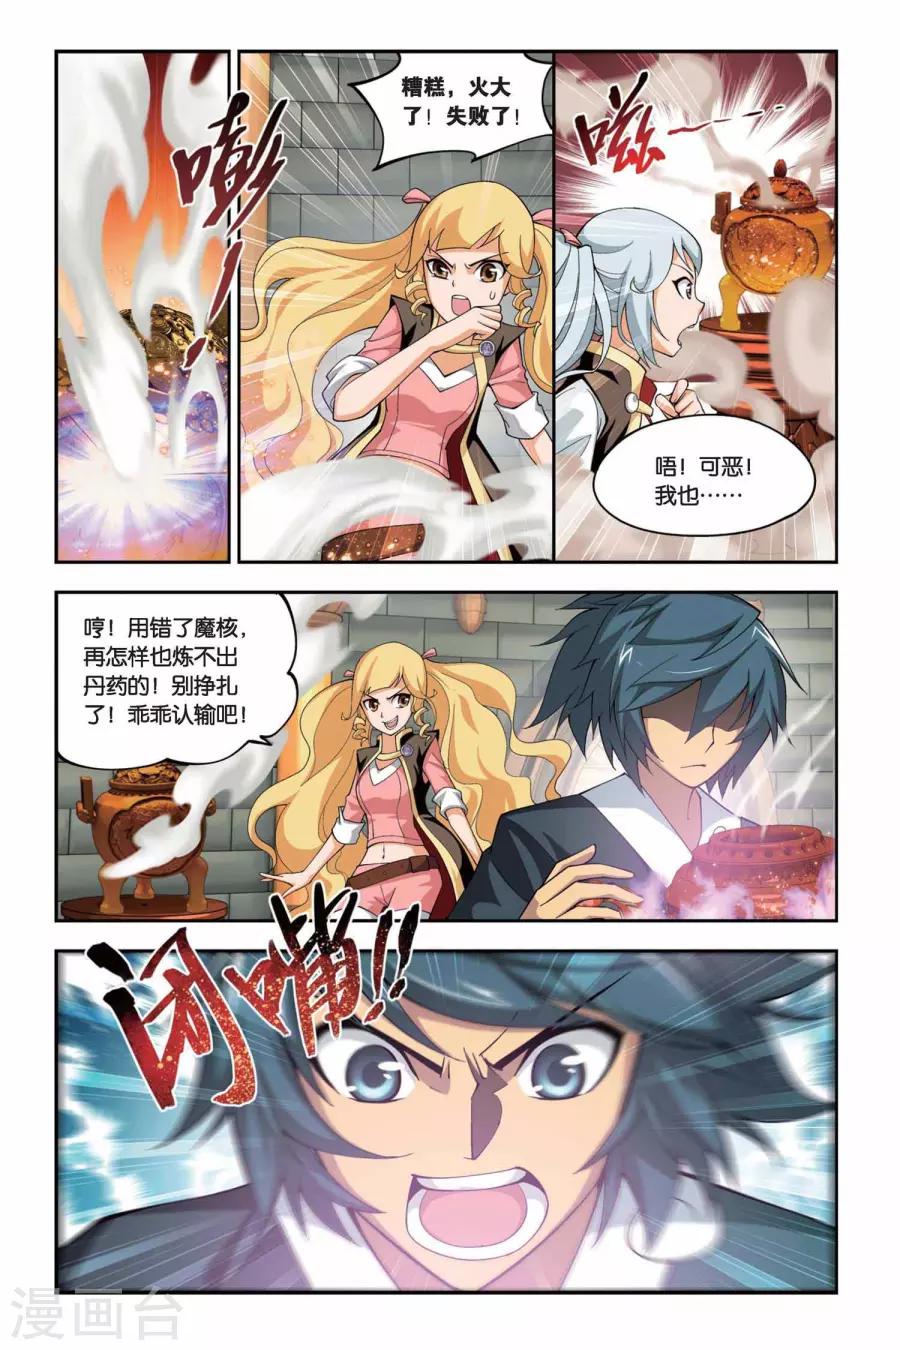 嘭！
糟糕，火大
了！失败了！
嗞——……
唔！可恶！
我也……
哼！用错了魔核，
再怎样也炼不出
丹药的！别挣扎
了！乖乖认输吧！
闭嘴！！
漫画台